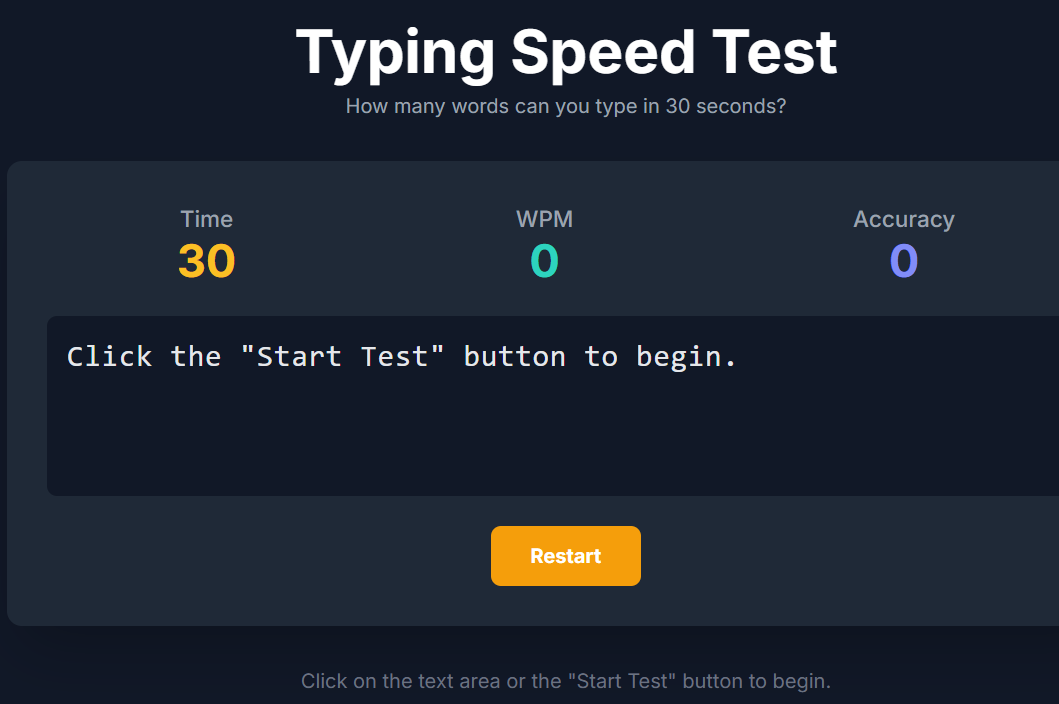 Typing Speed Test
How many words can you type in 30 seconds?
Time WPM Accuracy
30 0 0
Click the "Start Test" button to begin.
Restart
Click on the text area or the "Start Test" button to begin.